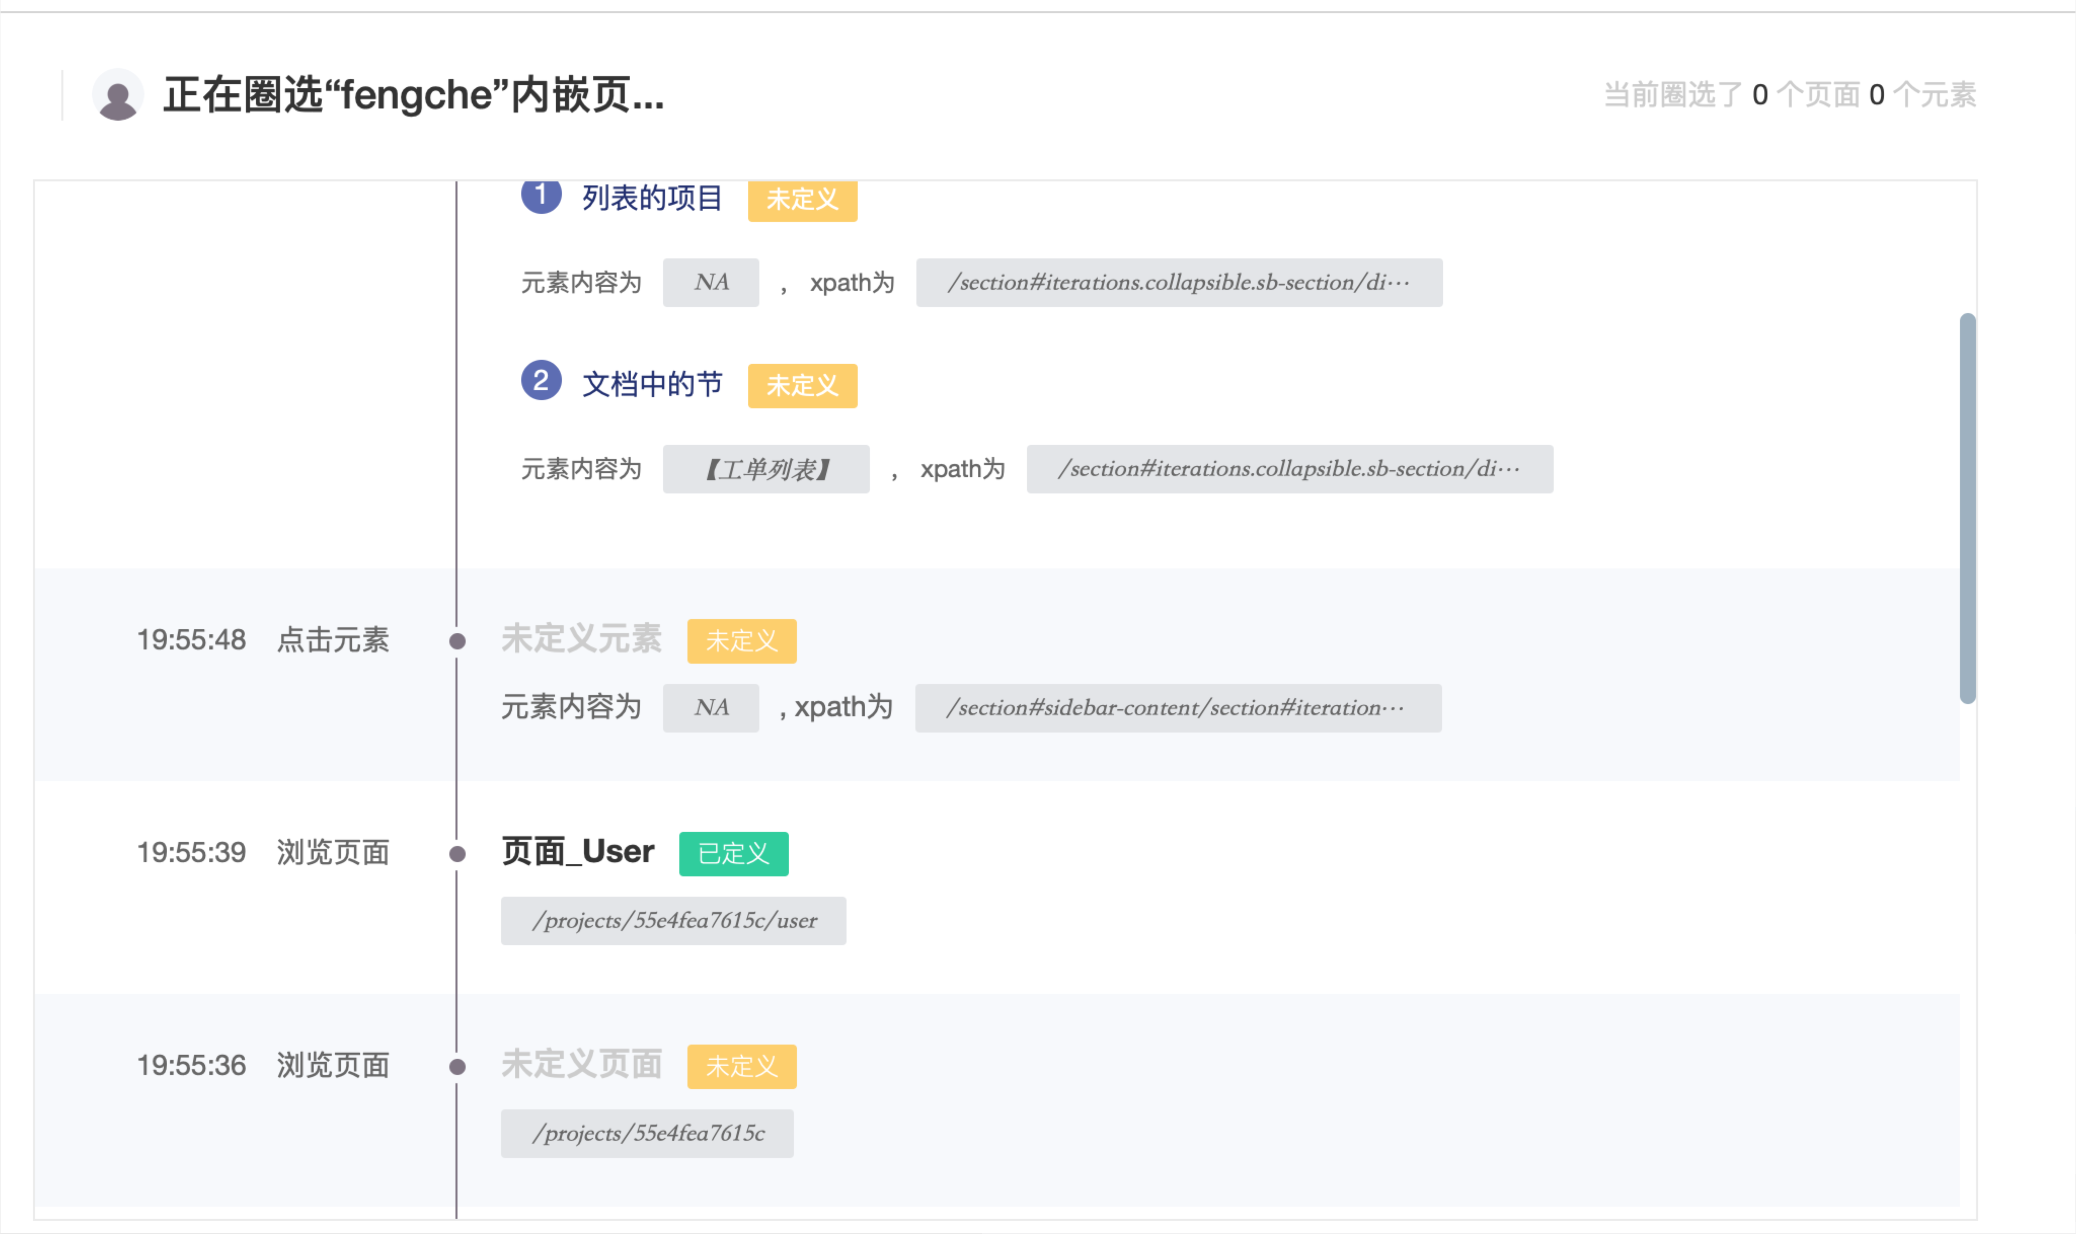 正在圈选“fengche”内嵌页...
当前圈选了 0 个页面 0 个元素
1 列表的项目 未定义
元素内容为 NA ， xpath为 /section#iterations.collapsible.sb-section/di···
2 文档中的节 未定义
元素内容为 【工单列表】 ， xpath为 /section#iterations.collapsible.sb-section/di···
19:55:48 点击元素 未定义元素 未定义
元素内容为 NA , xpath为 /section#sidebar-content/section#iteration···
19:55:39 浏览页面 页面_User 已定义
/projects/55e4fea7615c/user
19:55:36 浏览页面 未定义页面 未定义
/projects/55e4fea7615c